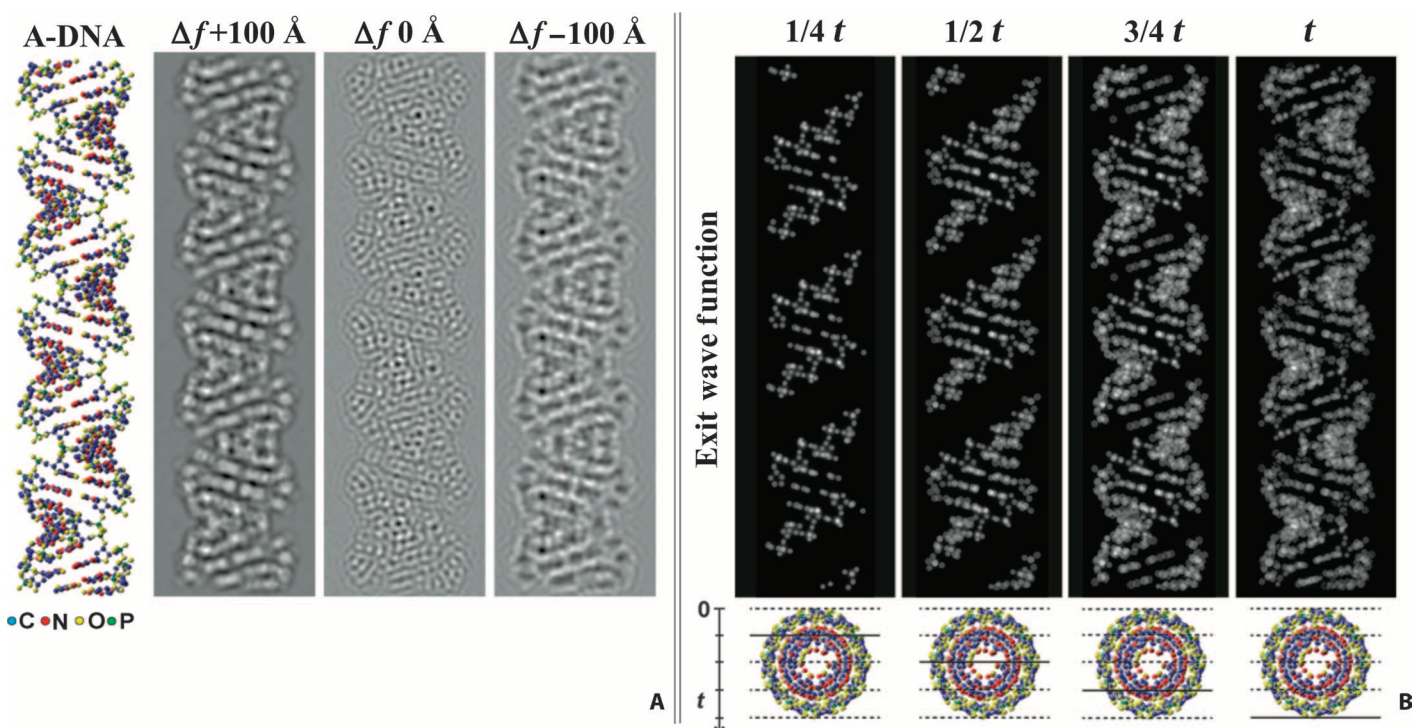 A-DNA
Δf+100 Å
Δf 0 Å
Δf−100 Å
C N O P
A
1/4 t
1/2 t
3/4 t
t
Exit wave function
0
t
B